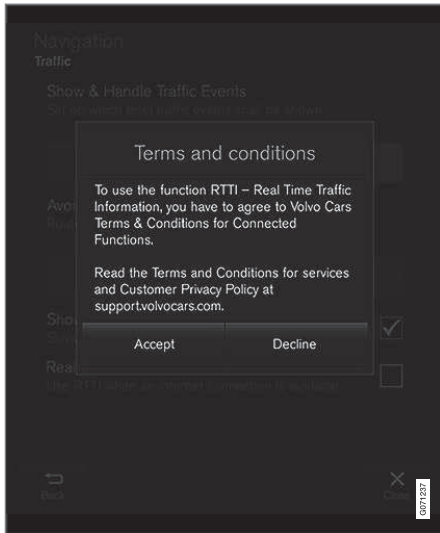 Navigation
Traffic
Show & Handle Traffic Events
Terms and conditions
To use the function RTTI – Real Time Traffic
Information, you have to agree to Volvo Cars
Terms & Conditions for Connected
Functions.
Read the Terms and Conditions for services
and Customer Privacy Policy at
support.volvocars.com.
Accept
Decline
Back
Close
G071237